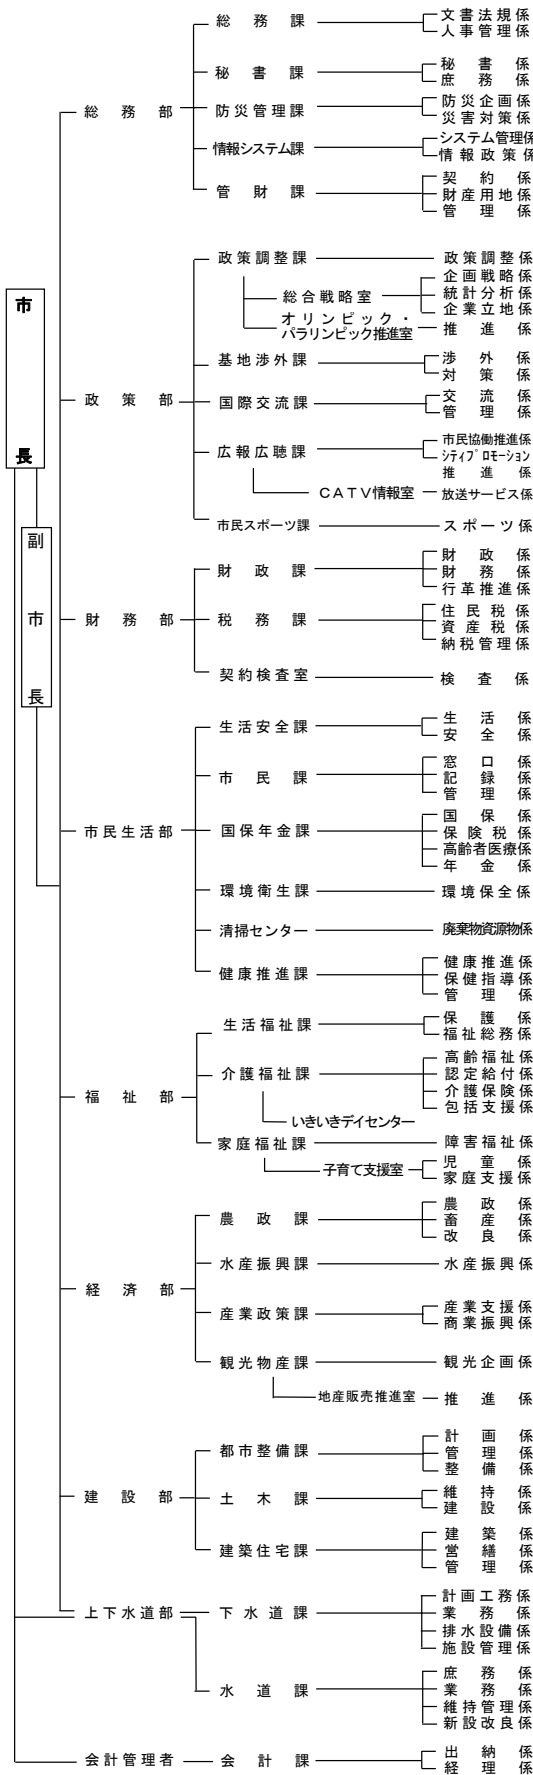 総務課 文書法規係
人事管理係
秘書課 秘書係
庶務係
総務部 防災管理課 防災企画係
災害対策係
情報システム課 システム管理係
情報政策係
管財課 契約係
財産用地係
管理係
政策調整課 政策調整係
市長
総合戦略室 企画戦略係
統計分析係
企業立地係
オリンピック・
パラリンピック推進室 推進係
基地渉外課 渉外係
対策係
政策部 国際交流課 交流係
管理係
広報広聴課 市民協働推進係
シティプロモーション
推進係
CATV情報室 放送サービス係
市民スポーツ課 スポーツ係
副市長
財政課 財政係
財務係
行革推進係
財務部 税務課 住民税係
資産税係
納税管理係
契約検査室 検査係
生活安全課 生活係
安全係
市民課 窓口係
記録係
管理係
市民生活部 国保年金課 国保係
保険税係
高齢者医療係
年金係
環境衛生課 環境保全係
清掃センター 廃棄物資源物係
健康推進課 健康推進係
保健指導係
管理係
生活福祉課 保護係
福祉総務係
福祉部 介護福祉課 高齢福祉係
認定給付係
介護保険係
包括支援係
いきいきデイセンター
家庭福祉課 障害福祉係
子育て支援室 児童係
家庭支援係
農政課 農政係
畜産係
改良係
水産振興課 水産振興係
経済部 産業政策課 産業支援係
商業振興係
観光物産課 観光企画係
地産販売推進室 推進係
都市整備課 計画係
管理係
整備係
建設部 土木課 維持係
建設係
建築住宅課 建築係
営繕係
管理係
上下水道部 下水道課 計画工務係
業務係
排水設備係
施設管理係
水道課 庶務係
業務係
維持管理係
新設改良係
会計管理者 会計課 出納係
経理係